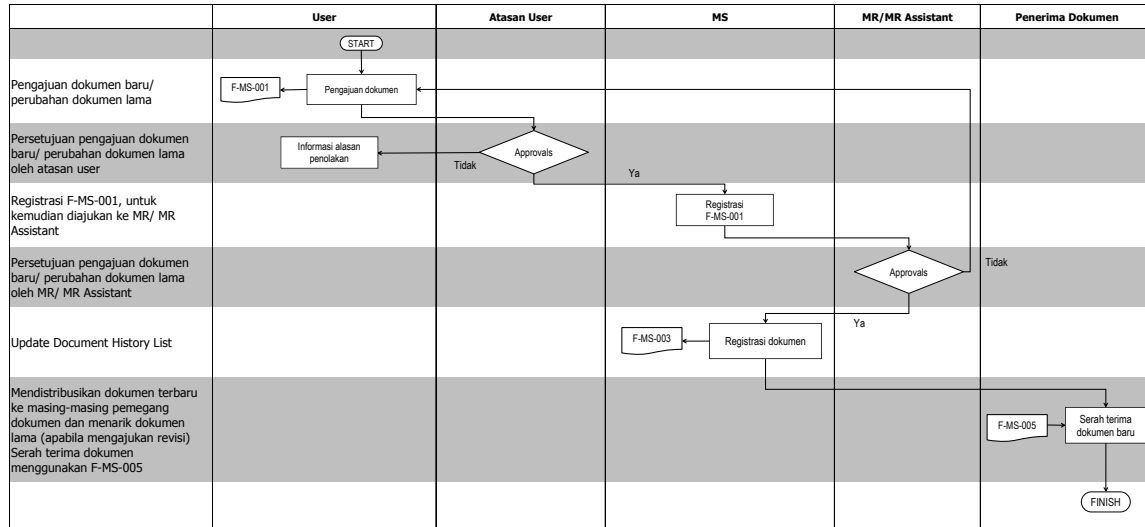 User
Atasan User
MS
MR/MR Assistant
Penerima Dokumen
START
Pengajuan dokumen baru/
perubahan dokumen lama
F-MS-001
Pengajuan dokumen
Persetujuan pengajuan dokumen
baru/ perubahan dokumen lama
oleh atasan user
Informasi alasan
penolakan
Tidak
Approvals
Ya
Registrasi F-MS-001, untuk
kemudian diajukan ke MR/ MR
Assistant
Registrasi
F-MS-001
Persetujuan pengajuan dokumen
baru/ perubahan dokumen lama
oleh MR/ MR Assistant
Approvals
Tidak
Ya
Update Document History List
F-MS-003
Registrasi dokumen
Mendistribusikan dokumen terbaru
ke masing-masing pemegang
dokumen dan menarik dokumen
lama (apabila mengajukan revisi)
Serah terima dokumen
menggunakan F-MS-005
F-MS-005
Serah terima
dokumen baru
FINISH